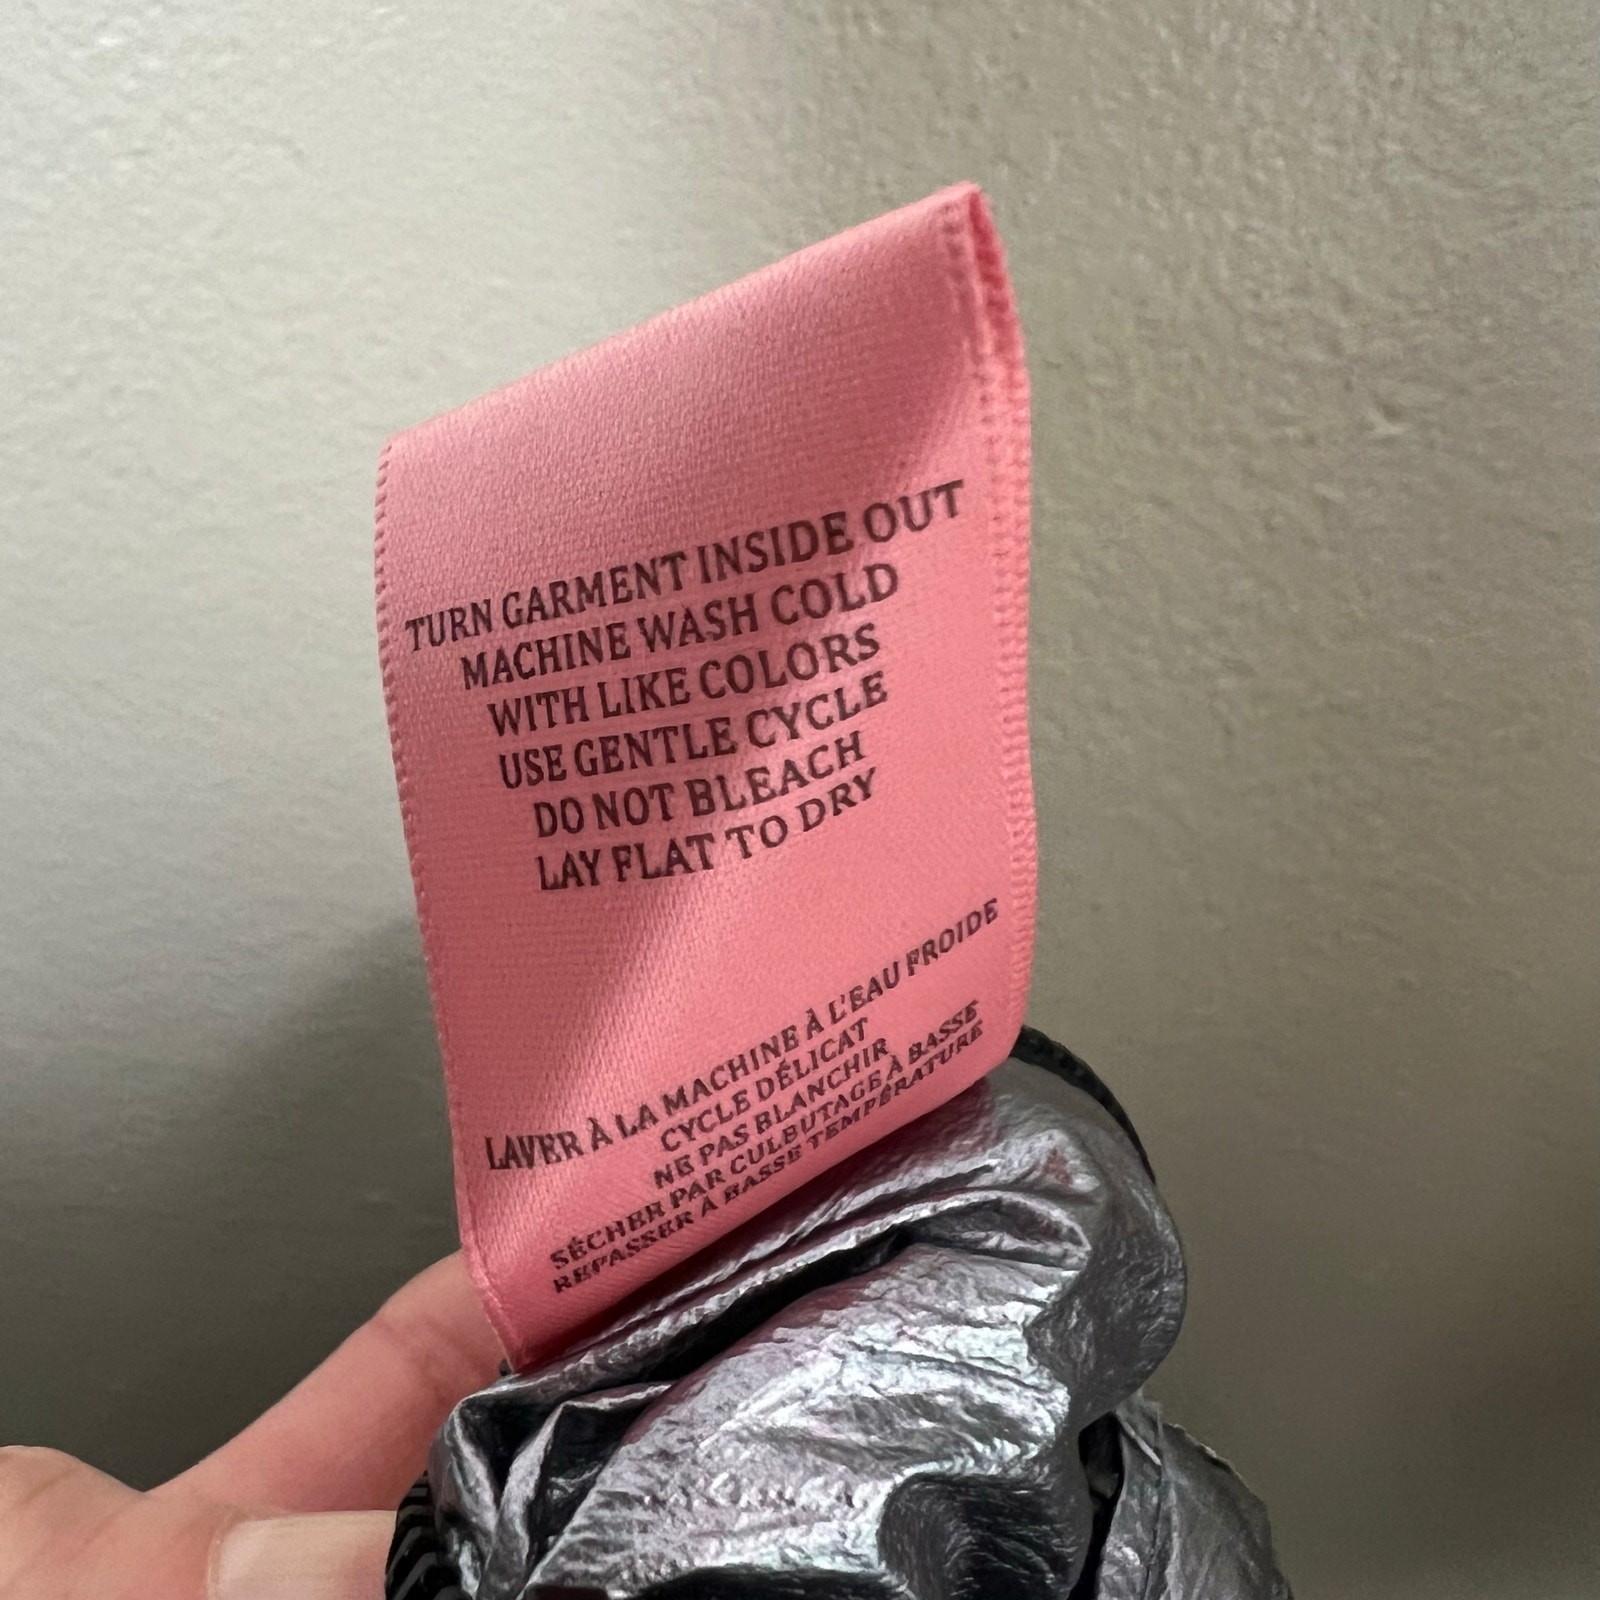 TURN GARMENT INSIDE OUT
MACHINE WASH COLD
WITH LIKE COLORS
USE GENTLE CYCLE
DO NOT BLEACH
LAY FLAT TO DRY
LAVER À LA MACHINE À L'EAU FROIDE
CYCLE DÉLICAT
NE PAS BLANCHIR
SÉCHER PAR CULBUTAGE À BASSE
REPASSER À BASSE TEMPÉRATURE